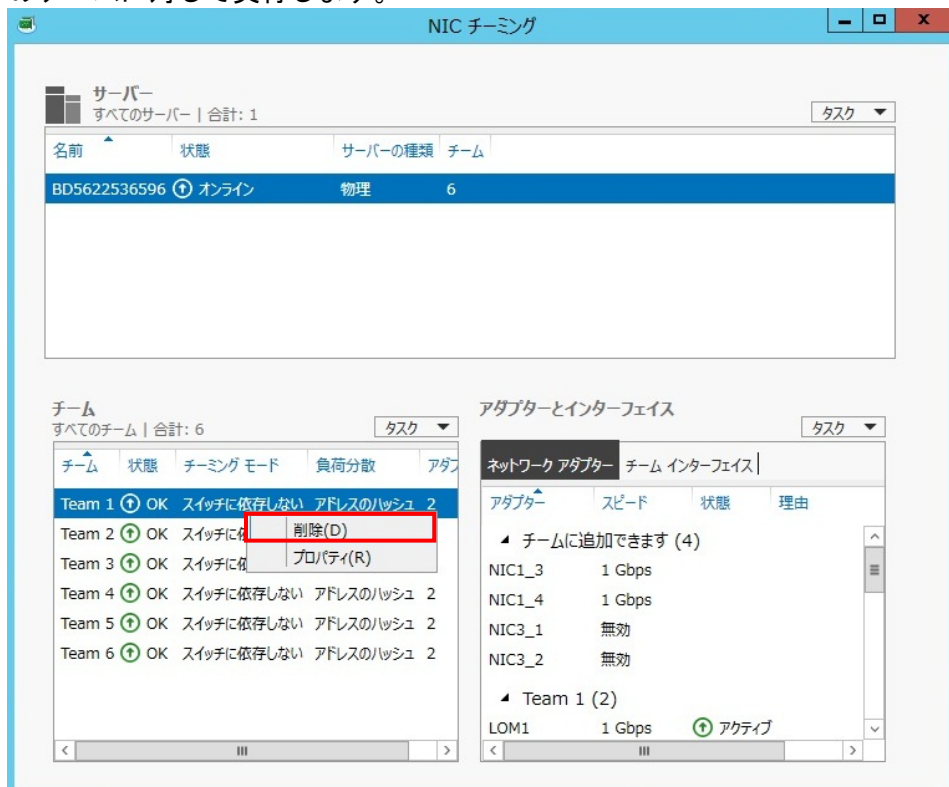 NIC チーミング
サーバー
すべてのサーバー | 合計: 1
タスク
名前 状態 サーバーの種類 チーム
BD5622536596 オンライン 物理 6
チーム
すべてのチーム | 合計: 6
タスク
チーム 状態 チーミング モード 負荷分散 アダプ
Team 1 OK スイッチに依存しない アドレスのハッシュ 2
Team 2 OK スイッチに依
Team 3 OK スイッチに依
削除(D)
プロパティ(R)
Team 4 OK スイッチに依存しない アドレスのハッシュ 2
Team 5 OK スイッチに依存しない アドレスのハッシュ 2
Team 6 OK スイッチに依存しない アドレスのハッシュ 2
アダプターとインターフェイス
タスク
ネットワーク アダプター チーム インターフェイス
アダプター スピード 状態 理由
チームに追加できます (4)
NIC1_3 1 Gbps
NIC1_4 1 Gbps
NIC3_1 無効
NIC3_2 無効
Team 1 (2)
LOM1 1 Gbps アクティブ